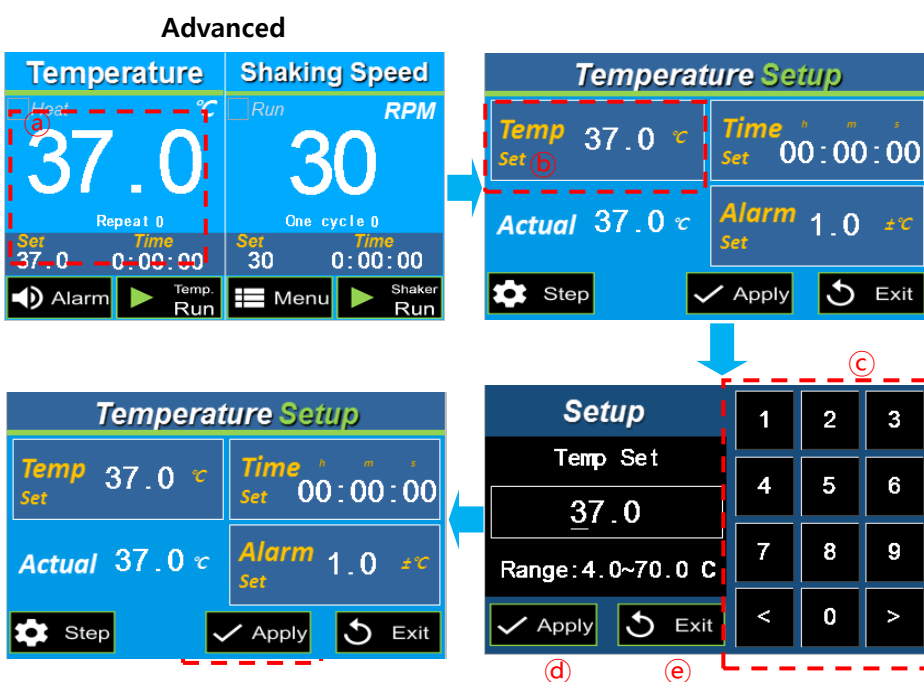 Advanced
Temperature
Heat ℃
ⓐ
37.0
Repeat 0
Set Time
37.0 0:00:00
Alarm
Temp. Run
Shaking Speed
Run RPM
30
One cycle 0
Set Time
30 0:00:00
Menu
Shaker Run
Temperature Setup
Temp Set 37.0 ℃
ⓑ
Time Set h m s
00:00:00
Actual 37.0 ℃
Alarm Set 1.0 ±℃
Step Apply Exit
ⓒ
Setup
Temp Set
37.0
Range:4.0~70.0 C
Apply Exit
ⓓ ⓔ
1 2 3
4 5 6
7 8 9
< 0 >
Temperature Setup
Temp Set 37.0 ℃
Time Set h m s
00:00:00
Actual 37.0 ℃
Alarm Set 1.0 ±℃
Step Apply Exit